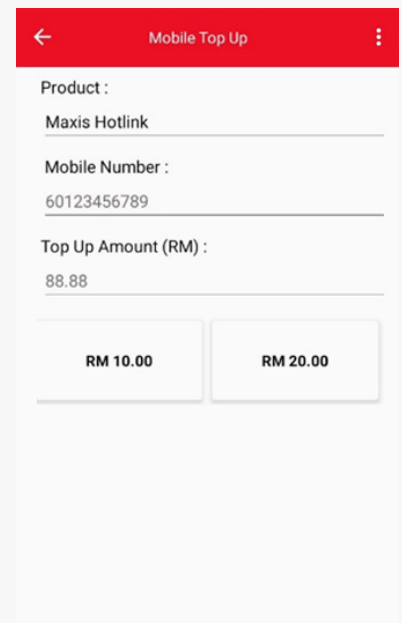 Mobile Top Up
Product :
Maxis Hotlink
Mobile Number :
60123456789
Top Up Amount (RM) :
88.88
RM 10.00 RM 20.00